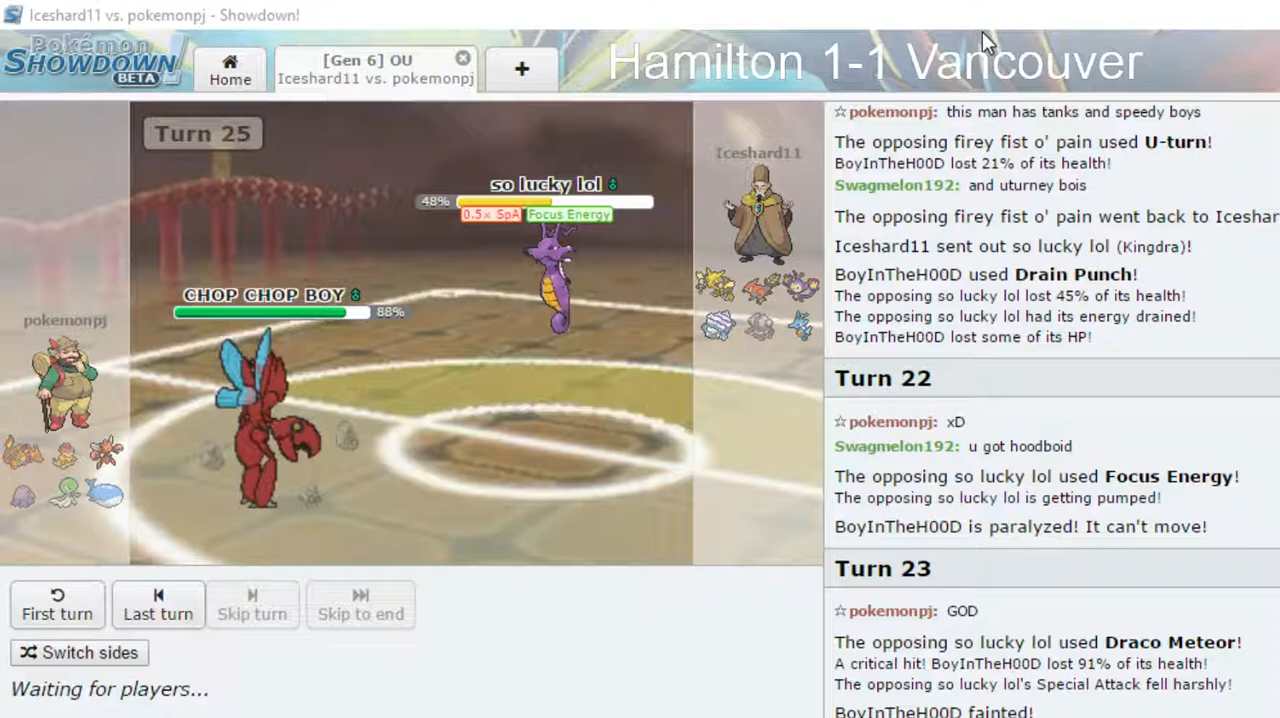 Iceshard11 vs. pokemonpj - Showdown!
Pokémon
SHOWDOWN
BETA
Home
[Gen 6] OU
Iceshard11 vs. pokemonpj
+
Hamilton 1-1 Vancouver
Turn 25
so lucky lol
48%
0.5× SpA Focus Energy
CHOP CHOP BOY
88%
pokemonpj
Iceshard11
☆pokemonpj: this man has tanks and speedy boys
The opposing firey fist o' pain used U-turn!
BoyInTheH00D lost 21% of its health!
Swagmelon192: and uturney bois
The opposing firey fist o' pain went back to Iceshar
Iceshard11 sent out so lucky lol (Kingdra)!
BoyInTheH00D used Drain Punch!
The opposing so lucky lol lost 45% of its health!
The opposing so lucky lol had its energy drained!
BoyInTheH00D lost some of its HP!
Turn 22
☆pokemonpj: xD
Swagmelon192: u got hoodboid
The opposing so lucky lol used Focus Energy!
The opposing so lucky lol is getting pumped!
BoyInTheH00D is paralyzed! It can't move!
Turn 23
☆pokemonpj: GOD
The opposing so lucky lol used Draco Meteor!
A critical hit! BoyInTheH00D lost 91% of its health!
The opposing so lucky lol's Special Attack fell harshly!
BoyInTheH00D fainted!
First turn
Last turn
Skip turn
Skip to end
Switch sides
Waiting for players...